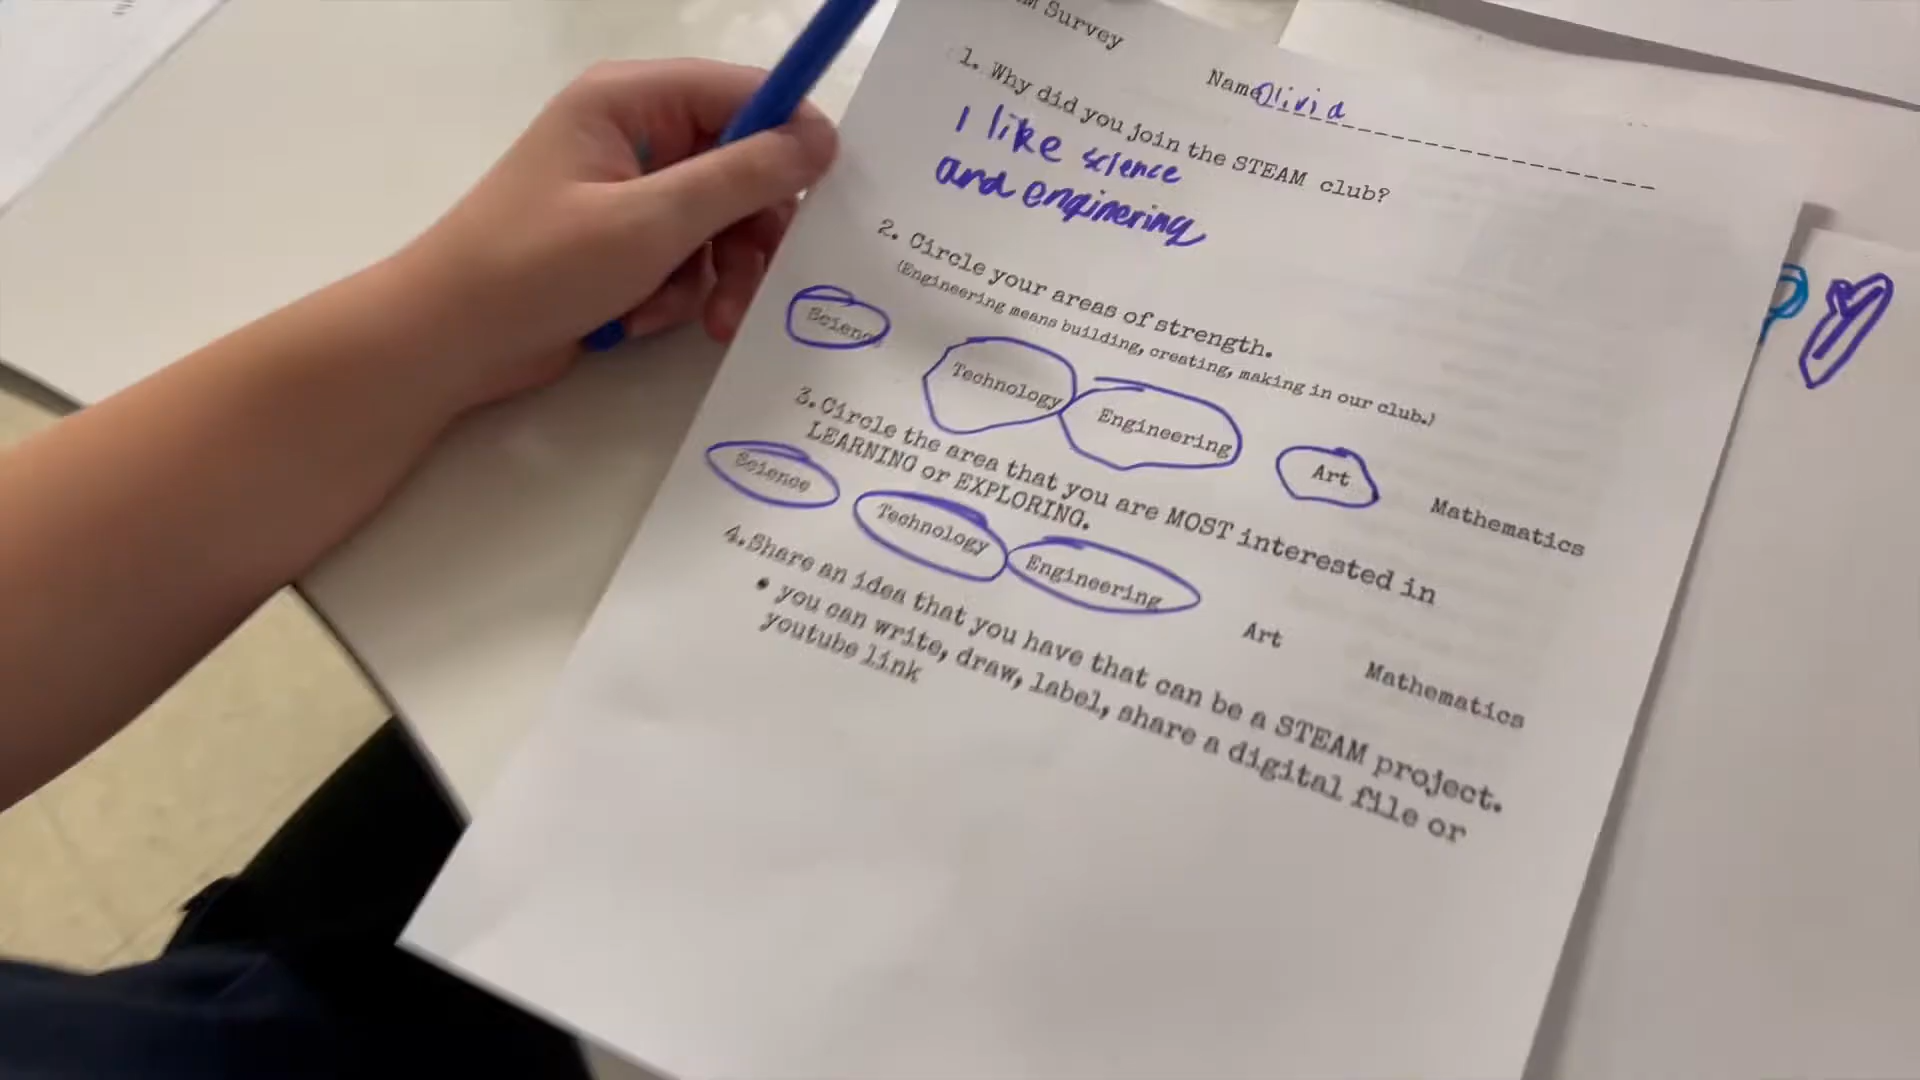 Survey
Name Olivia
1. Why did you join the STEAM club?
I like science
and enginering
2. Circle your areas of strength.
(Engineering means building, creating, making in our club.)
Science Technology Engineering Art Mathematics
3. Circle the area that you are MOST interested in
LEARNING or EXPLORING.
Science Technology Engineering Art Mathematics
4. Share an idea that you have that can be a STEAM project.
• you can write, draw, label, share a digital file or
youtube link